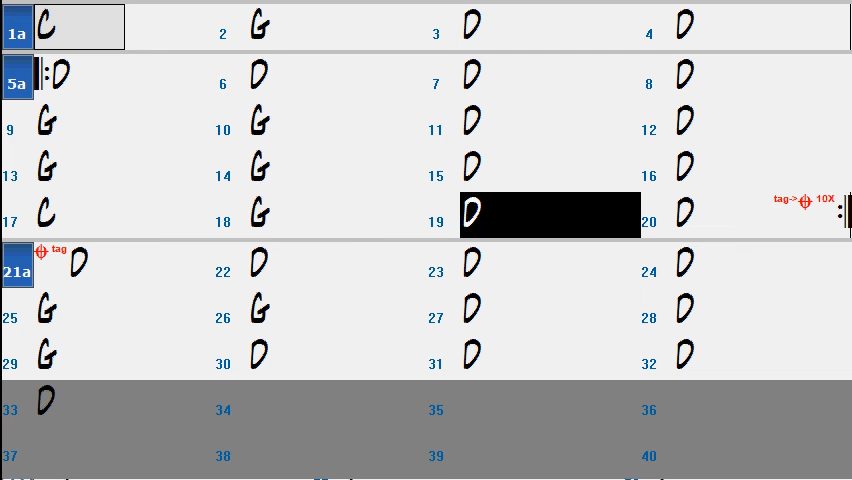 1a C 2 G 3 D 4 D
5a D 6 D 7 D 8 D
9 G 10 G 11 D 12 D
13 G 14 G 15 D 16 D
17 C 18 G 19 D 20 D tag-> 10X
21a tag D 22 D 23 D 24 D
25 G 26 G 27 D 28 D
29 G 30 D 31 D 32 D
33 D 34 35 36
37 38 39 40